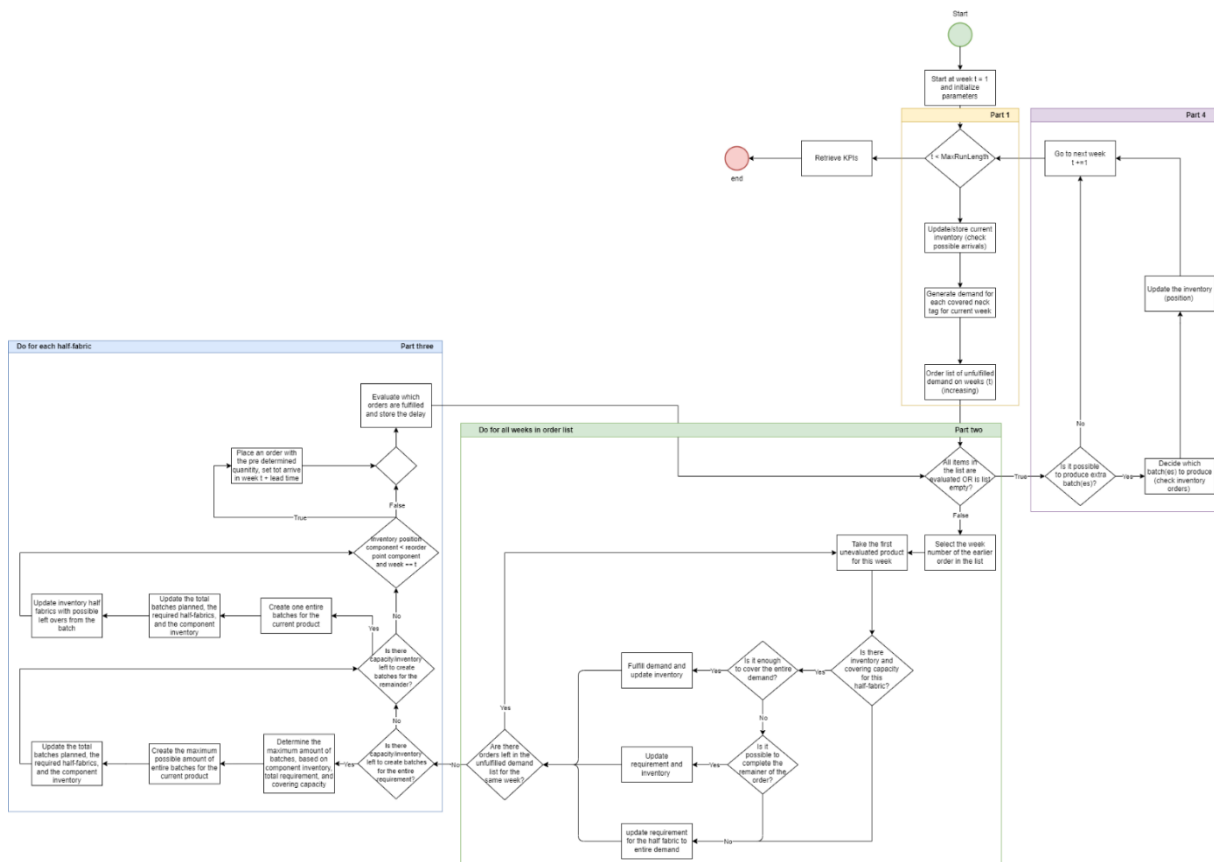 Start
Start at week t = 1
and initialize
parameters
Part 1
Part 4
t = MaxRunLength
Retrieve KPIs
end
Go to next week
t +=1
Update/store current
inventory (check
possible arrivals)
Generate demand for
each covered neck
tag for current week
Update the inventory
(position)
Order list of unfulfilled
demand on weeks (t)
(increasing)
Do for each half-fabric
Part three
Evaluate which
orders are fulfilled
and store the delay
Place an order with
the pre determined
quantity, set tot arrive
in week t + lead time
False
True
Inventory position
component < reorder
point component
and week == t
No
Update inventory half
fabrics with possible
left overs from the
batch
Update the total
batches planned, the
required half-fabrics,
and the component
inventory
Create one entire
batches for the
current product
Yes
Is there
capacity/inventory
left to create
batches for the
remainder?
No
Update the total
batches planned, the
required half-fabrics,
and the component
inventory
Create the maximum
possible amount of
entire batches for the
current product
Determine the
maximum amount of
batches, based on
component inventory,
total requirement, and
covering capacity
Yes
Is there
capacity/inventory
left to create batches
for the entire
requirement?
Do for all weeks in order list
Part two
All items in
the list are
evaluated OR is list
empty?
True
False
Is it possible
to produce extra
batch(es)?
No
Yes
Decide which
batch(es) to produce
(check inventory
orders)
Take the first
unevaluated product
for this week
Select the week
number of the earlier
order in the list
Is there
inventory and
covering capacity
for this
half-fabric?
Yes
Is it enough
to cover the entire
demand?
Yes
Fulfill demand and
update inventory
No
Is it
possible to
complete the
remainer of the
order?
Yes
Update
requirement and
inventory
No
update requirement
for the half fabric to
entire demand
Yes
Are there
orders left in the
unfulfilled demand
list for the same
week?
No